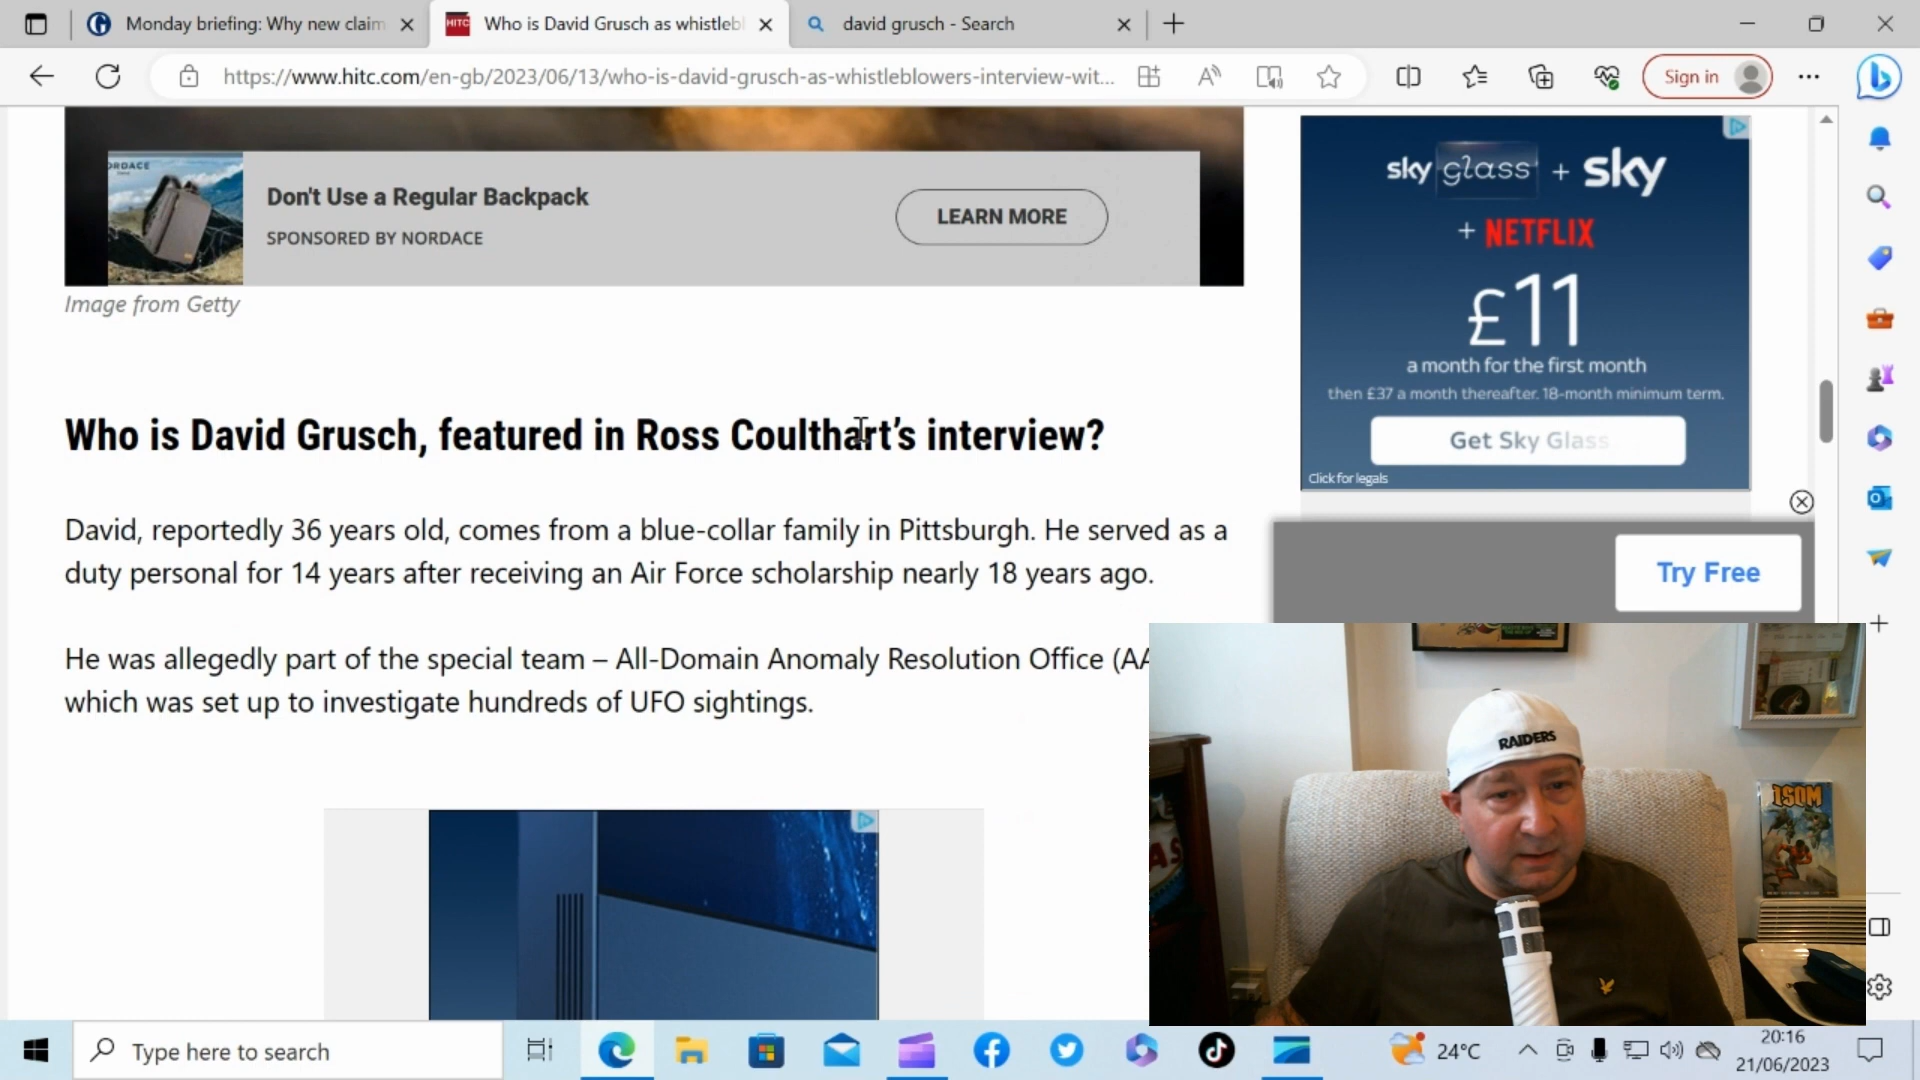 Monday briefing: Why new claim
HITC
Who is David Grusch as whistlebl
david grusch - Search
https://www.hitc.com/en-gb/2023/06/13/who-is-david-grusch-as-whistleblowers-interview-wit...
Sign in
NORDACE
Don't Use a Regular Backpack
SPONSORED BY NORDACE
LEARN MORE
Image from Getty
sky glass + sky
+ NETFLIX
£11
a month for the first month
then £37 a month thereafter. 18-month minimum term.
Get Sky Glass
Click for legals
Who is David Grusch, featured in Ross Coulthart’s interview?
David, reportedly 36 years old, comes from a blue-collar family in Pittsburgh. He served as a
duty personal for 14 years after receiving an Air Force scholarship nearly 18 years ago.
Try Free
He was allegedly part of the special team – All-Domain Anomaly Resolution Office (AA
which was set up to investigate hundreds of UFO sightings.
RAIDERS
ISOM
Type here to search
24°C
20:16
21/06/2023